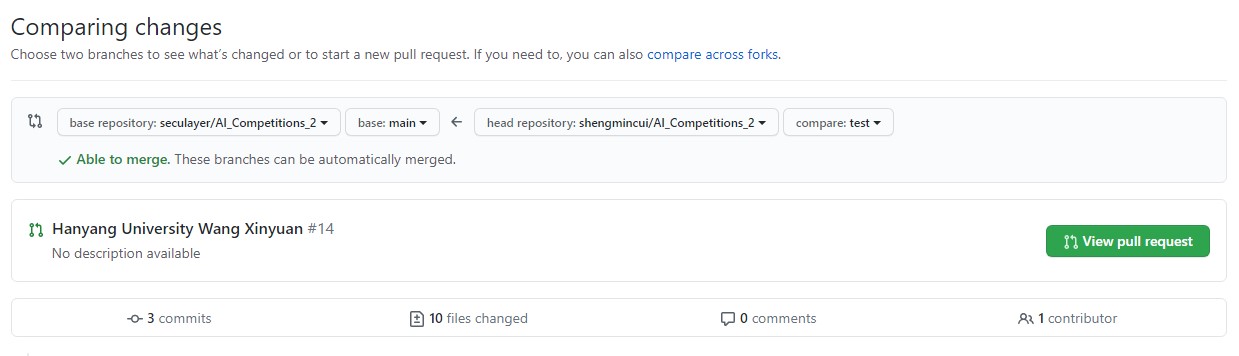 Comparing changes
Choose two branches to see what's changed or to start a new pull request. If you need to, you can also compare across forks.
base repository: seculayer/AI_Competitions_2 base: main head repository: shengmincui/AI_Competitions_2 compare: test
Able to merge. These branches can be automatically merged.
Hanyang University Wang Xinyuan #14
No description available
View pull request
3 commits 10 files changed 0 comments 1 contributor